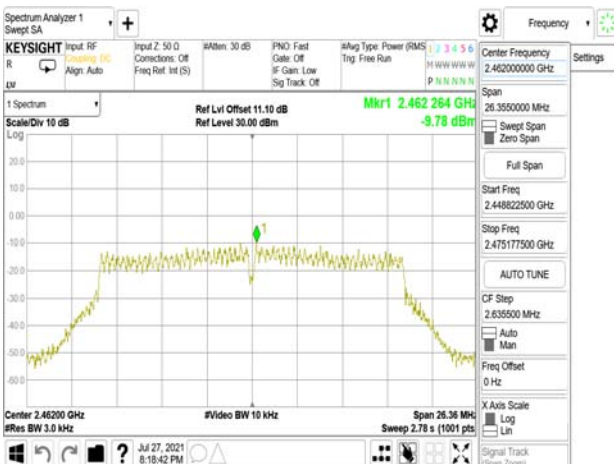 Spectrum Analyzer 1
Swept SA
+
Frequency
KEYSIGHT
Input: RF
Coupling: DC
Align: Auto
Input Z: 50 Ω
Corrections: Off
Freq Ref: Int (S)
#Atten: 30 dB
PNO: Fast
Gate: Off
IF Gain: Low
Sig Track: Off
#Avg Type: Power (RMS
Trig: Free Run
1 2 3 4 5 6
M W W W W W
P N N N N N
R
1 Spectrum
Scale/Div 10 dB
Ref Lvl Offset 11.10 dB
Ref Level 30.00 dBm
Mkr1 2.462 264 GHz
-9.78 dBm
Log
20.0
10.0
0.00
-10.0
-20.0
-30.0
-40.0
-50.0
-60.0
1
Center 2.46200 GHz
#Res BW 3.0 kHz
#Video BW 10 kHz
Span 26.36 MHz
Sweep 2.78 s (1001 pts)
Jul 27, 2021
8:18:42 PM
?
Center Frequency
2.462000000 GHz
Span
26.3550000 MHz
Swept Span
Zero Span
Full Span
Start Freq
2.448822500 GHz
Stop Freq
2.475177500 GHz
AUTO TUNE
CF Step
2.635500 MHz
Auto
Man
Freq Offset
0 Hz
X Axis Scale
Log
Lin
Signal Track
(Span Zoom)
Settings